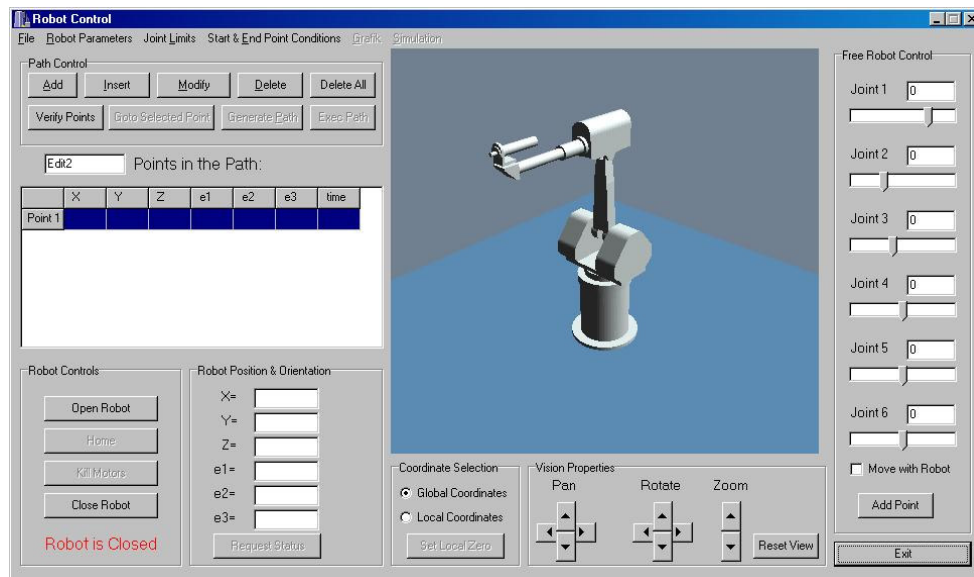 Robot Control
File Robot Parameters Joint Limits Start & End Point Conditions Grafik Simulation
Path Control
Add Insert Modify Delete Delete All
Verify Points Goto Selected Point Generate Path Exec Path
Edit2 Points in the Path:
X Y Z e1 e2 e3 time
Point 1
Robot Controls
Open Robot
Home
Kill Motors
Close Robot
Robot is Closed
Robot Position & Orientation
X=
Y=
Z=
e1=
e2=
e3=
Request Status
Coordinate Selection
Global Coordinates
Local Coordinates
Set Local Zero
Vision Properties
Pan Rotate Zoom
Reset View
Free Robot Control
Joint 1 0
Joint 2 0
Joint 3 0
Joint 4 0
Joint 5 0
Joint 6 0
Move with Robot
Add Point
Exit